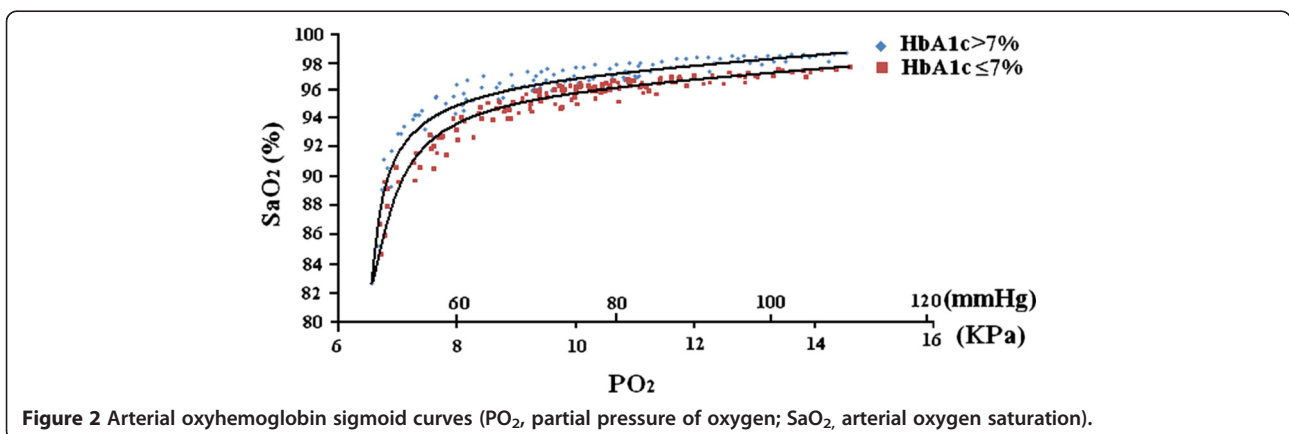 100
98
96
94
92
90
88
86
84
82
80
SaO₂ (%)
HbA1c>7%
HbA1c≤7%
60 80 100 120 (mmHg)
6 8 10 12 14 16 (KPa)
PO₂
Figure 2 Arterial oxyhemoglobin sigmoid curves (PO₂, partial pressure of oxygen; SaO₂, arterial oxygen saturation).